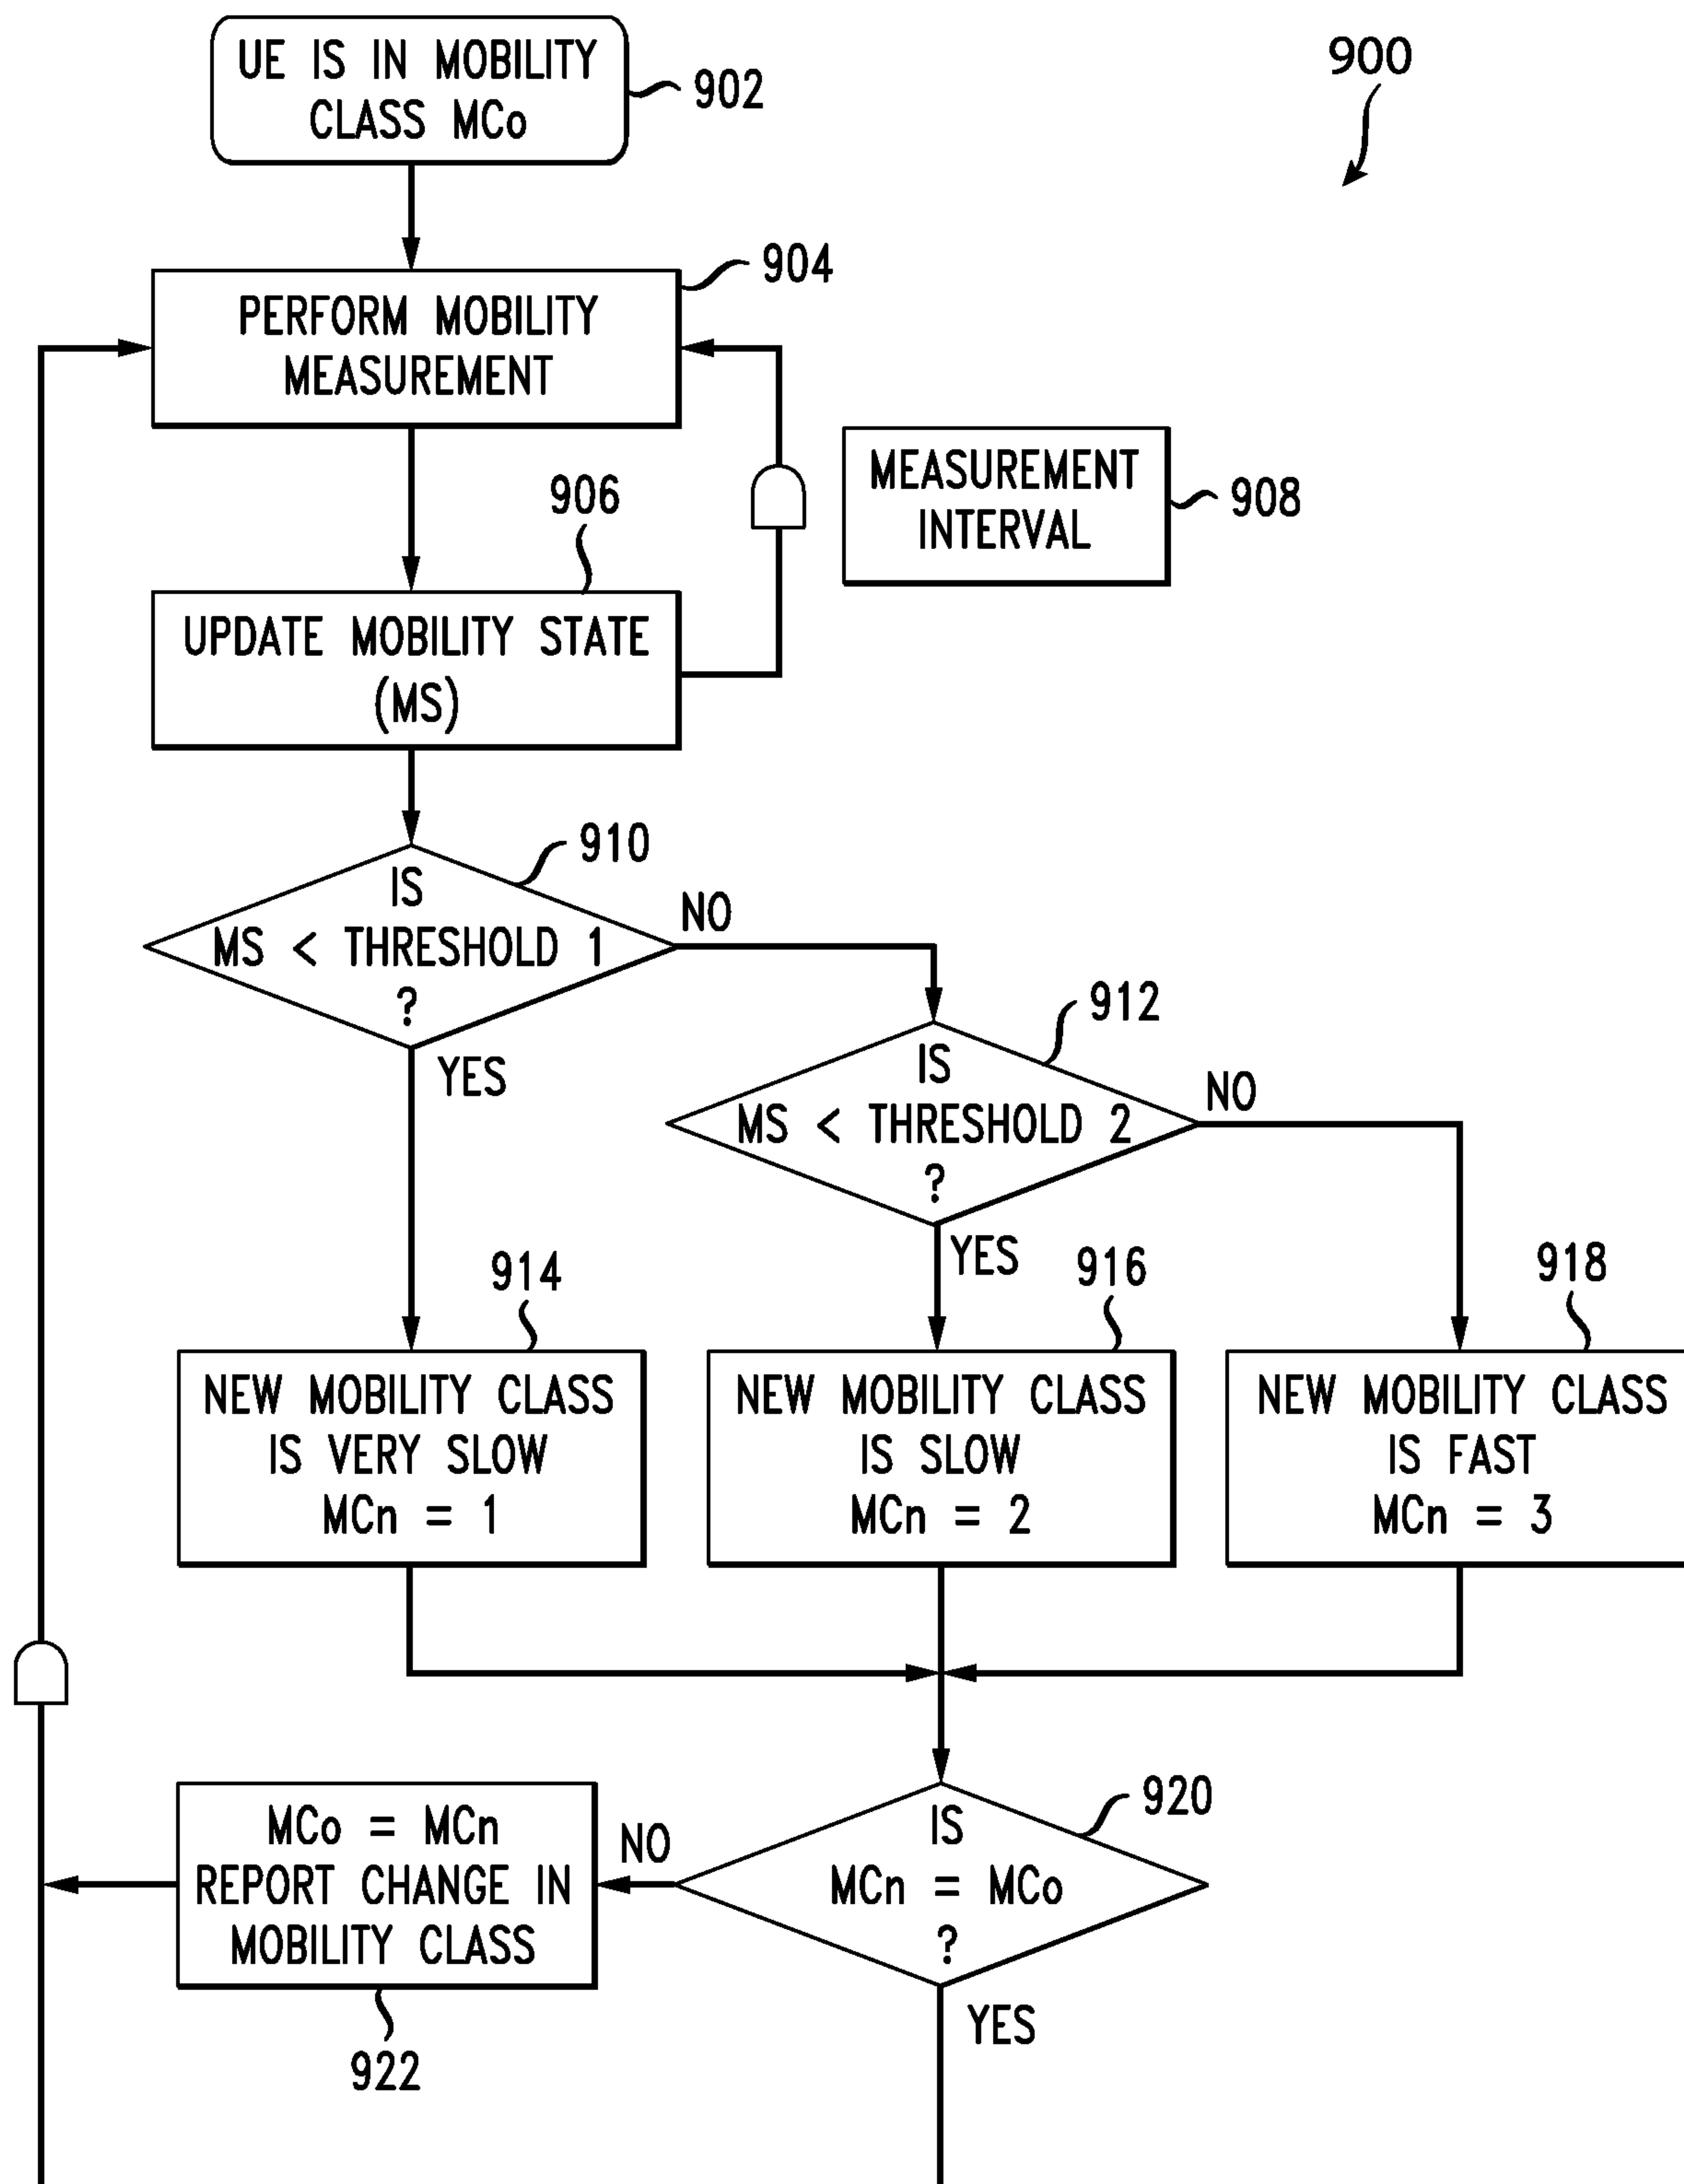 UE IS IN MOBILITY
CLASS MCo
902
900
904
PERFORM MOBILITY
MEASUREMENT
906
MEASUREMENT
INTERVAL
908
UPDATE MOBILITY STATE
(MS)
910
IS
MS < THRESHOLD 1
?
NO
YES
912
IS
MS < THRESHOLD 2
?
NO
YES
914
NEW MOBILITY CLASS
IS VERY SLOW
MCn = 1
916
NEW MOBILITY CLASS
IS SLOW
MCn = 2
918
NEW MOBILITY CLASS
IS FAST
MCn = 3
920
IS
MCn = MCo
?
NO
YES
MCo = MCn
REPORT CHANGE IN
MOBILITY CLASS
922